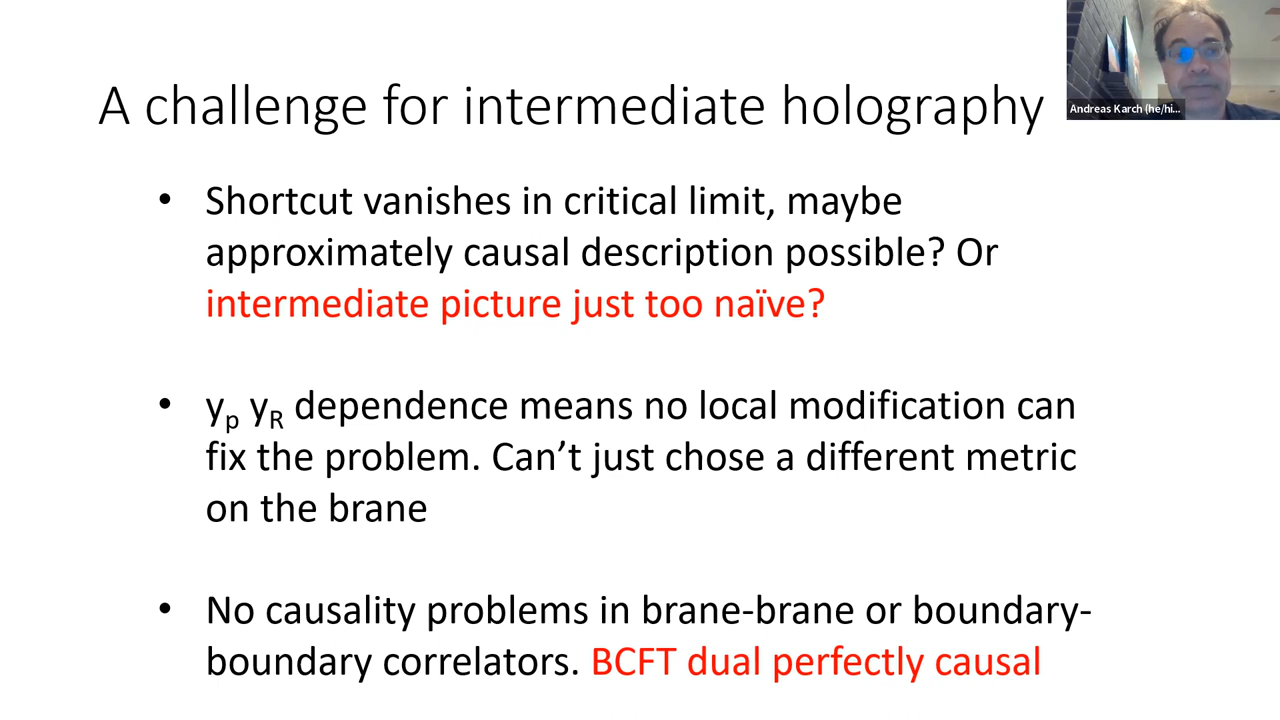 A challenge for intermediate holography
Andreas Karch (he/hi...
• Shortcut vanishes in critical limit, maybe
approximately causal description possible? Or
intermediate picture just too naïve?
• yp yR dependence means no local modification can
fix the problem. Can’t just chose a different metric
on the brane
• No causality problems in brane-brane or boundary-
boundary correlators. BCFT dual perfectly causal